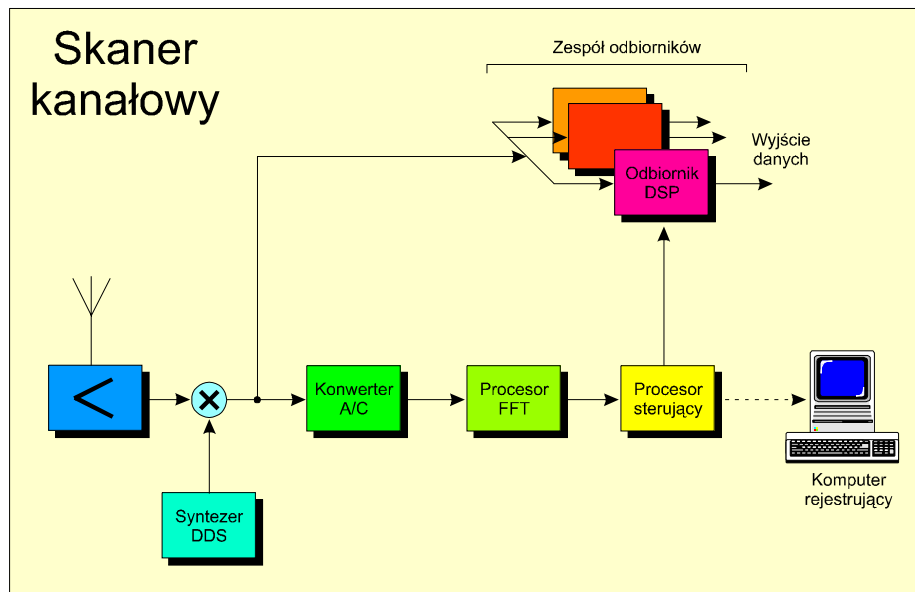 Skaner
kanałowy
Zespół odbiorników
Wyjście
danych
Odbiornik
DSP
Konwerter
A/C
Procesor
FFT
Procesor
sterujący
Komputer
rejestrujący
Syntezer
DDS